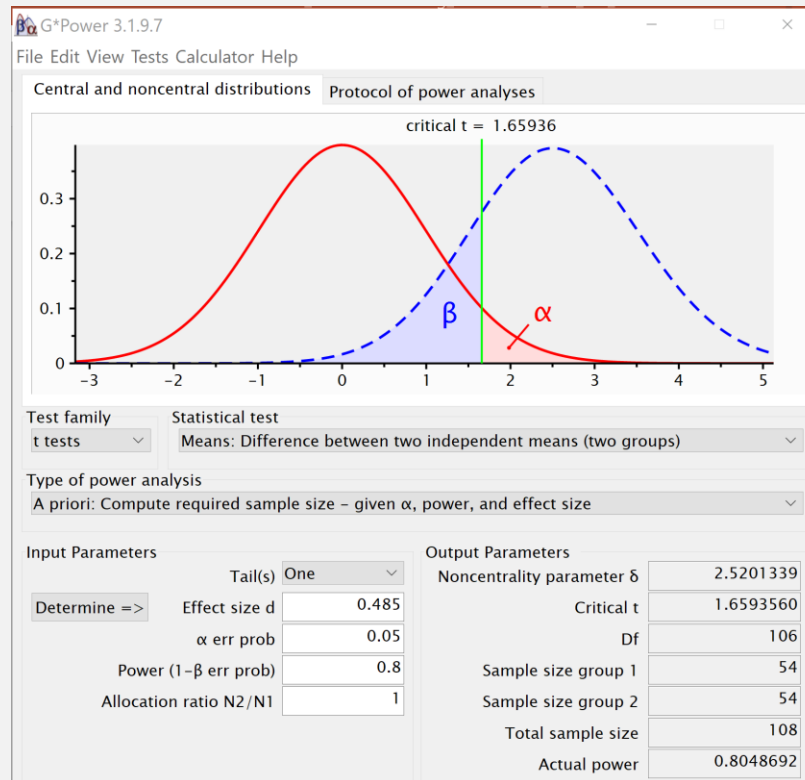 G*Power 3.1.9.7
File Edit View Tests Calculator Help
Central and noncentral distributions Protocol of power analyses
critical t = 1.65936
0.3
0.2
0.1
0
β
α
-3 -2 -1 0 1 2 3 4 5
Test family Statistical test
t tests Means: Difference between two independent means (two groups)
Type of power analysis
A priori: Compute required sample size – given α, power, and effect size
Input Parameters Output Parameters
Tail(s) One Noncentrality parameter δ 2.5201339
Determine => Effect size d 0.485 Critical t 1.6593560
α err prob 0.05 Df 106
Power (1-β err prob) 0.8 Sample size group 1 54
Allocation ratio N2/N1 1 Sample size group 2 54
Total sample size 108
Actual power 0.8048692